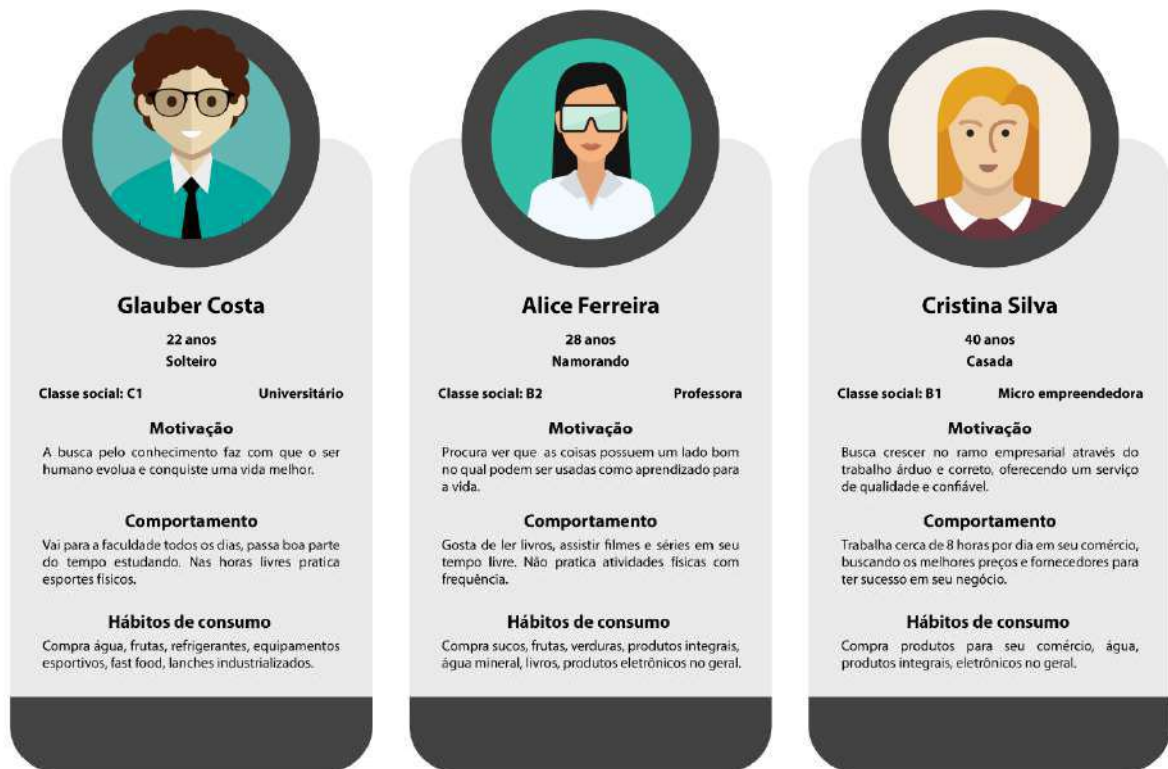 Glauber Costa
22 anos
Solteiro
Classe social: C1
Universitário
Motivação
A busca pelo conhecimento faz com que o ser
humano evolua e conquiste uma vida melhor.
Comportamento
Vai para a faculdade todos os dias, passa boa parte
do tempo estudando. Nas horas livres pratica
esportes físicos.
Hábitos de consumo
Compra água, frutas, refrigerantes, equipamentos
esportivos, fast food, lanches industrializados.
Alice Ferreira
28 anos
Namorando
Classe social: B2
Professora
Motivação
Procura ver que as coisas possuem um lado bom
no qual podem ser usadas como aprendizado para
a vida.
Comportamento
Gosta de ler livros, assistir filmes e séries em seu
tempo livre. Não pratica atividades físicas com
frequência.
Hábitos de consumo
Compra sucos, frutas, verduras, produtos integrais,
água mineral, livros, produtos eletrônicos no geral.
Cristina Silva
40 anos
Casada
Classe social: B1
Micro empreendedora
Motivação
Busca crescer no ramo empresarial através do
trabalho árduo e correto, oferecendo um serviço
de qualidade e confiável.
Comportamento
Trabalha cerca de 8 horas por dia em seu comércio,
buscando os melhores preços e fornecedores para
ter sucesso em seu negócio.
Hábitos de consumo
Compra produtos para seu comércio, água,
produtos integrais, eletrônicos no geral.